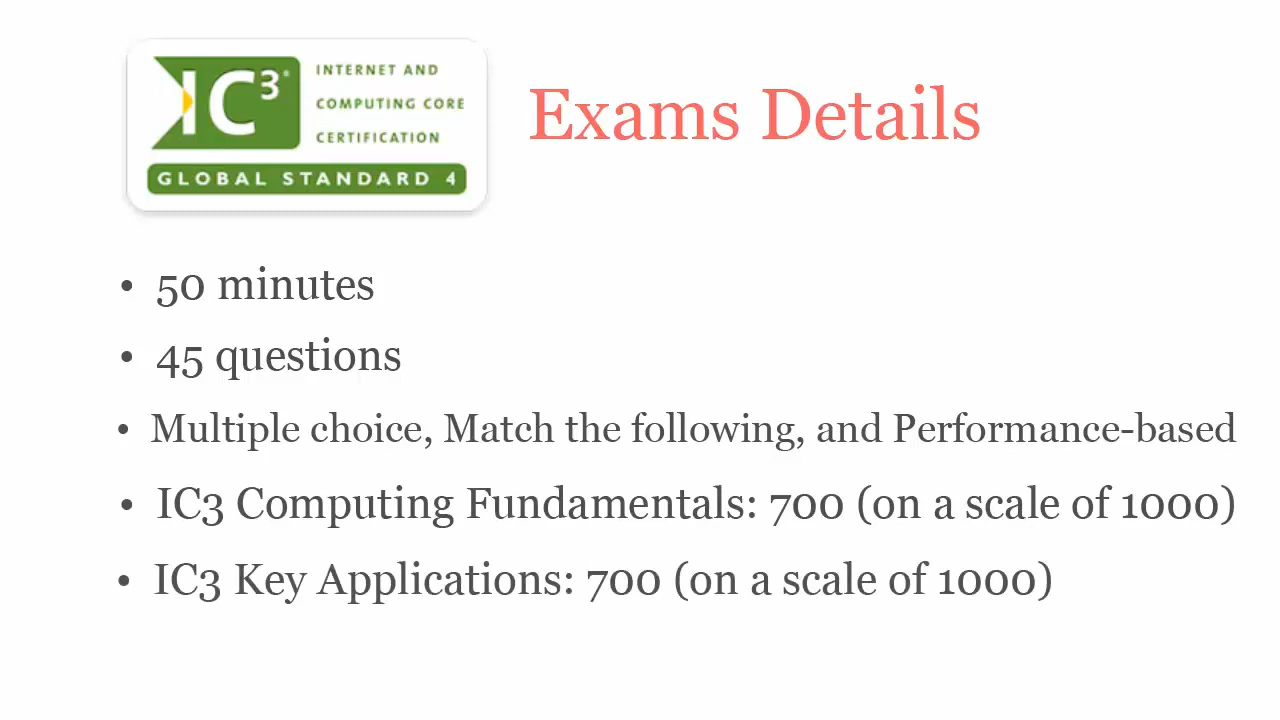 IC3®
INTERNET AND
COMPUTING CORE
CERTIFICATION
GLOBAL STANDARD 4
Exams Details
• 50 minutes
• 45 questions
• Multiple choice, Match the following, and Performance-based
• IC3 Computing Fundamentals: 700 (on a scale of 1000)
• IC3 Key Applications: 700 (on a scale of 1000)